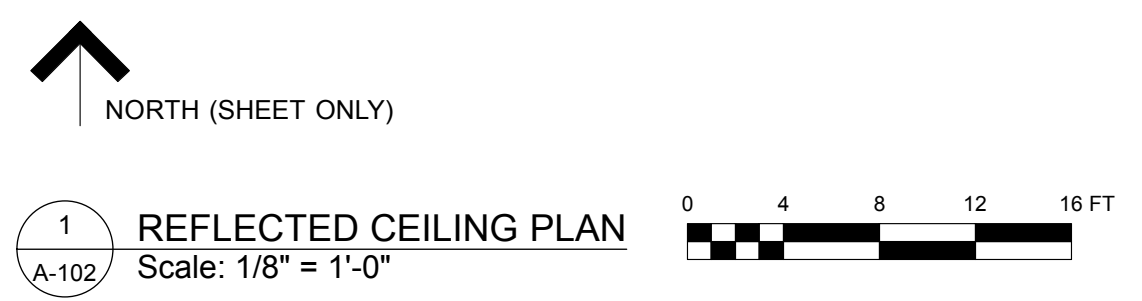 NORTH (SHEET ONLY)
1
A-102
REFLECTED CEILING PLAN
Scale: 1/8" = 1'-0"
0 4 8 12 16 FT